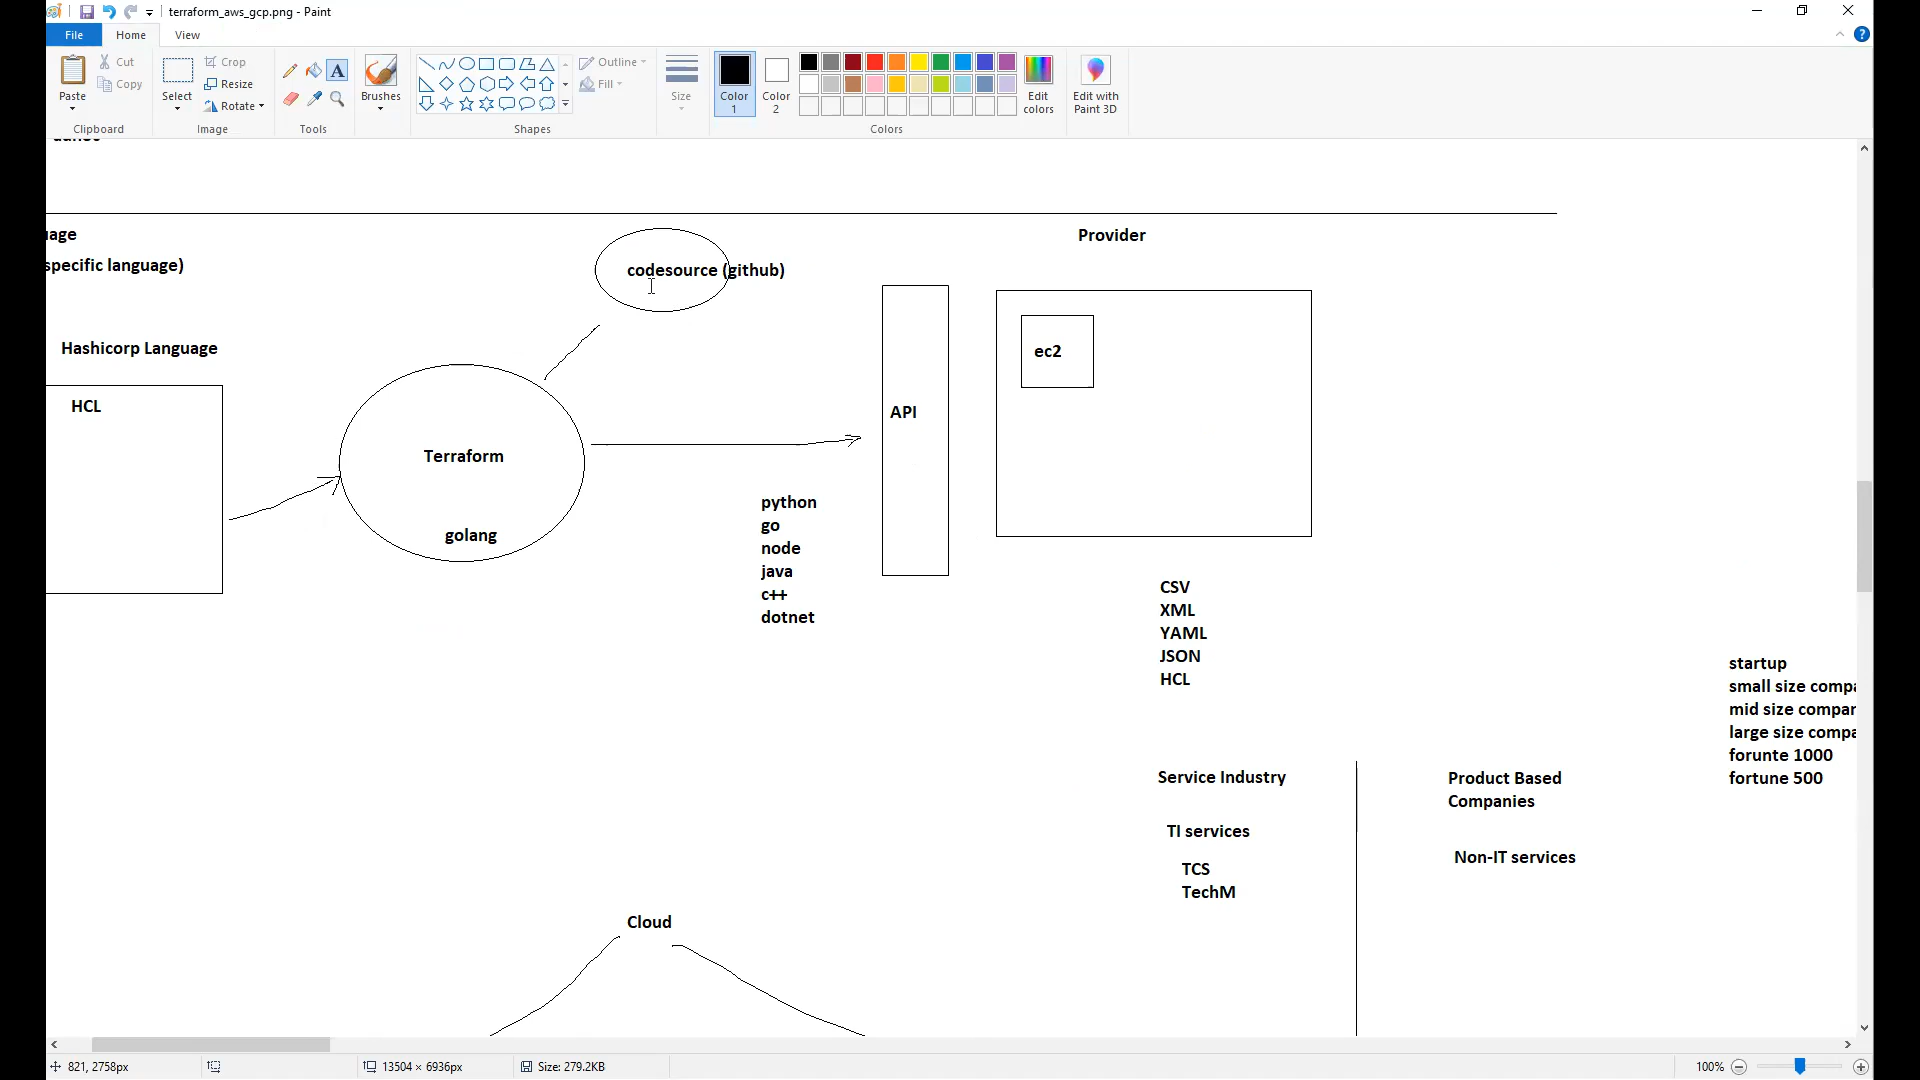 terraform_aws_gcp.png - Paint
File
Home
View
Paste
Cut
Copy
Clipboard
Select
Crop
Resize
Rotate
Image
A
Tools
Brushes
Shapes
Outline
Fill
Size
Color 1
Color 2
Edit colors
Edit with Paint 3D
Colors
Provider
specific language)
codesource (github)
Hashicorp Language
HCL
Terraform
golang
API
ec2
python
go
node
java
c++
dotnet
CSV
XML
YAML
JSON
HCL
startup
small size compa
mid size compar
large size compa
forunte 1000
fortune 500
Service Industry
Product Based
Companies
TI services
Non-IT services
TCS
TechM
Cloud
821, 2758px
13504 × 6936px
Size: 279.2KB
100%